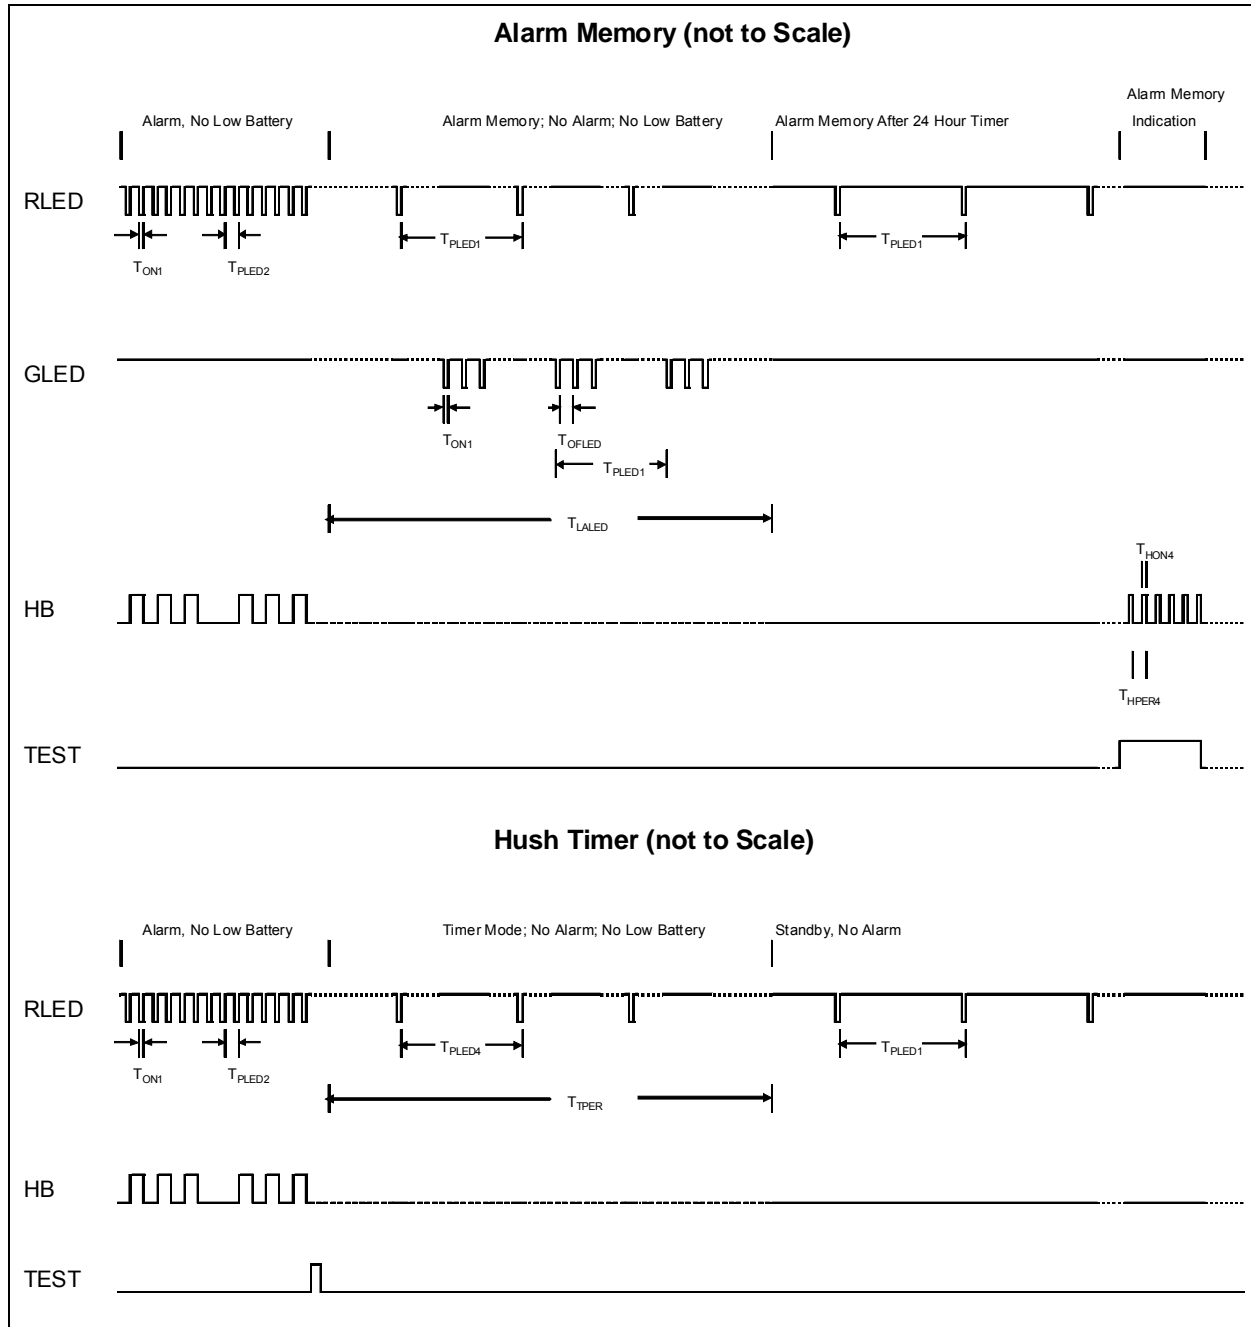 Alarm Memory (not to Scale)
Alarm, No Low Battery
Alarm Memory; No Alarm; No Low Battery
Alarm Memory After 24 Hour Timer
Alarm Memory
Indication
RLED
TON1
TPLED2
TPLED1
TPLED1
GLED
TON1
TOFLED
TPLED1
TLALED
THON4
HB
THPER4
TEST
Hush Timer (not to Scale)
Alarm, No Low Battery
Timer Mode; No Alarm; No Low Battery
Standby, No Alarm
RLED
TON1
TPLED2
TPLED4
TPLED1
TTPER
HB
TEST